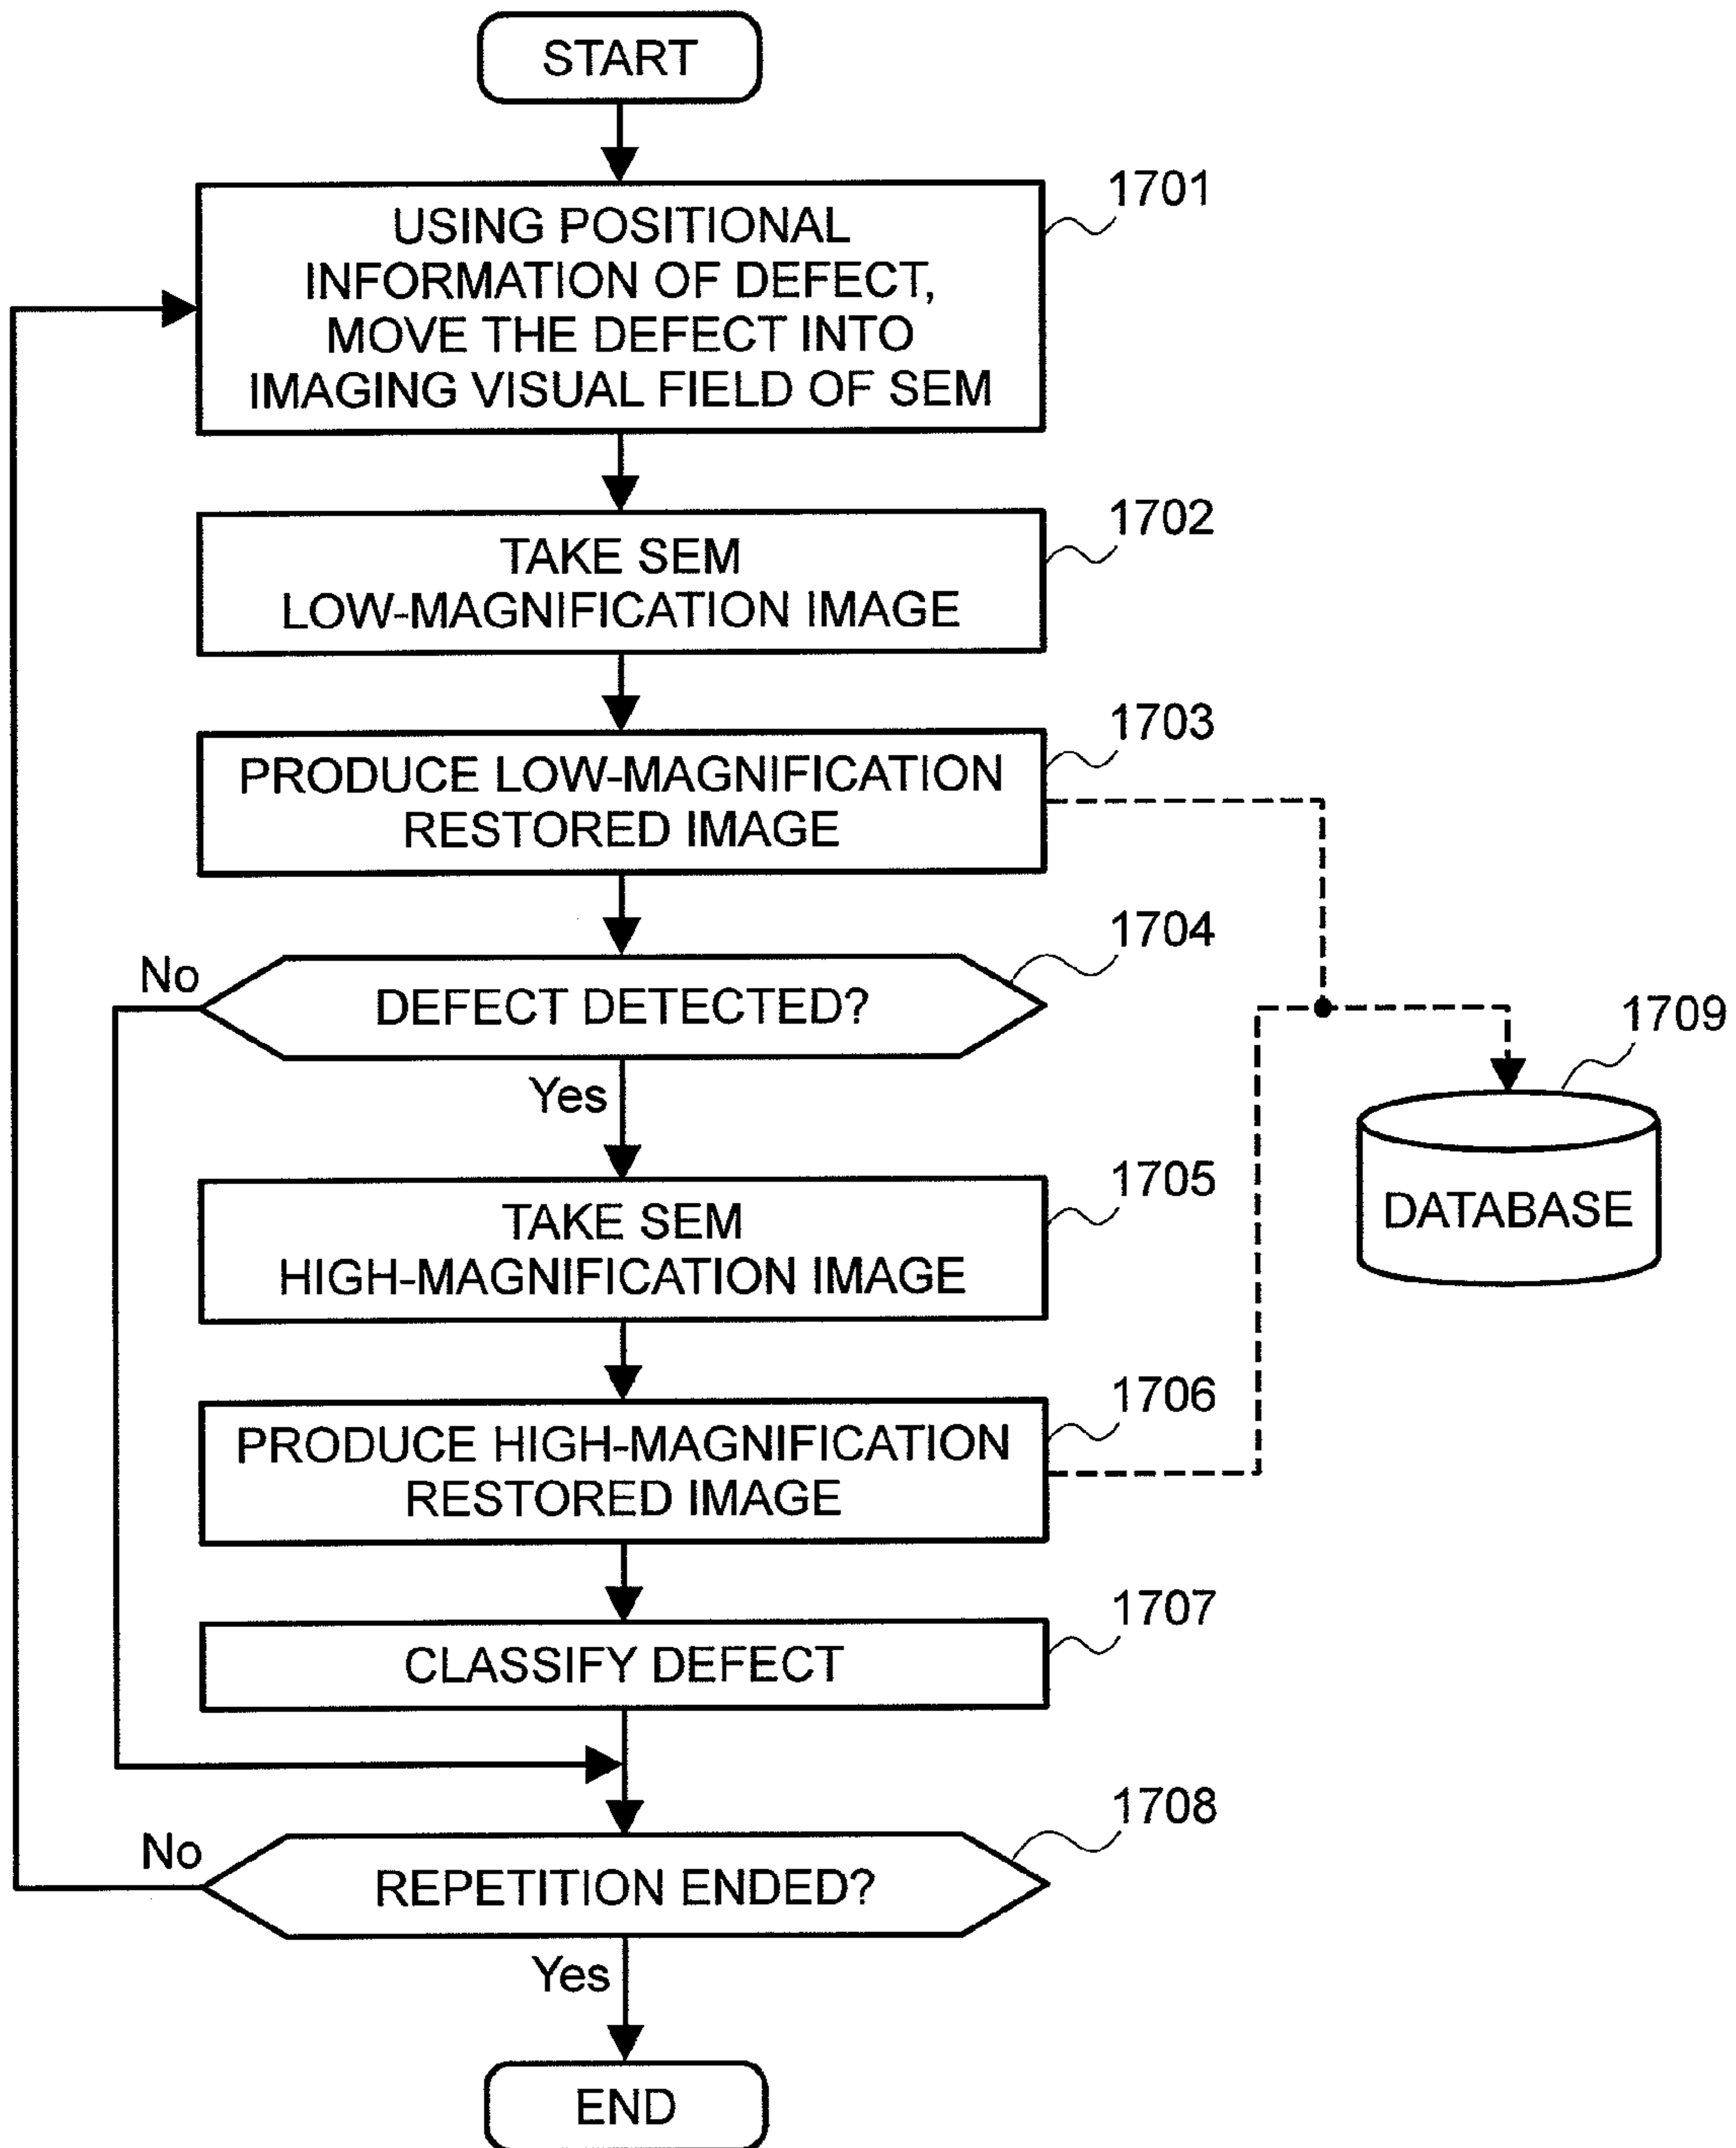 START
1701
USING POSITIONAL
INFORMATION OF DEFECT,
MOVE THE DEFECT INTO
IMAGING VISUAL FIELD OF SEM
1702
TAKE SEM
LOW-MAGNIFICATION IMAGE
1703
PRODUCE LOW-MAGNIFICATION
RESTORED IMAGE
1704
No
DEFECT DETECTED?
1709
Yes
DATABASE
1705
TAKE SEM
HIGH-MAGNIFICATION IMAGE
1706
PRODUCE HIGH-MAGNIFICATION
RESTORED IMAGE
1707
CLASSIFY DEFECT
1708
No
REPETITION ENDED?
Yes
END